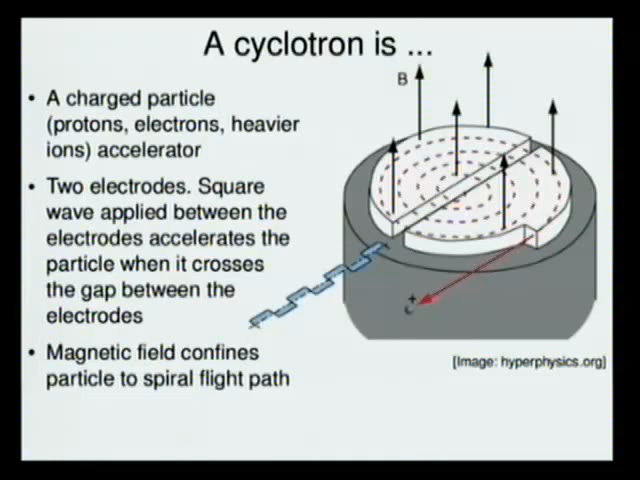 A cyclotron is ...
• A charged particle
(protons, electrons, heavier
ions) accelerator
• Two electrodes. Square
wave applied between the
electrodes accelerates the
particle when it crosses
the gap between the
electrodes
• Magnetic field confines
particle to spiral flight path
B
[Image: hyperphysics.org]